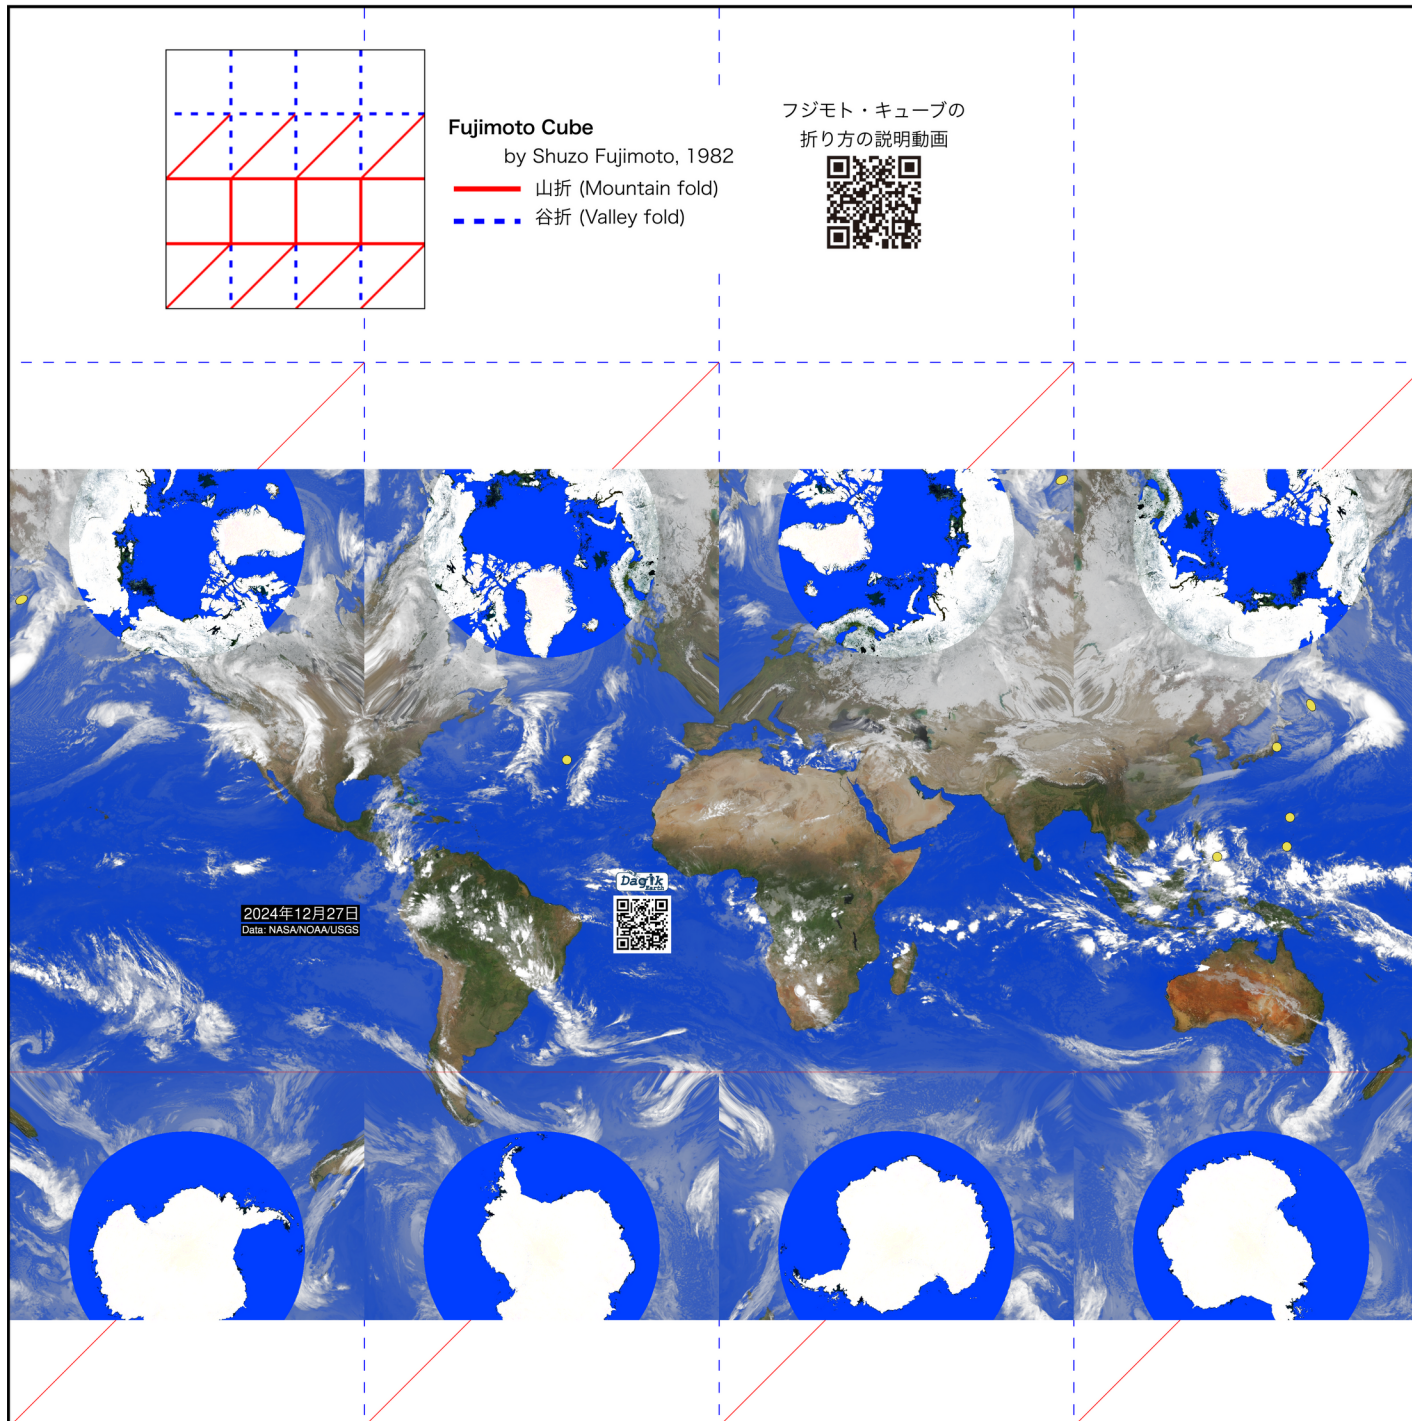 Fujimoto Cube
by Shuzo Fujimoto, 1982
山折 (Mountain fold)
谷折 (Valley fold)
フジモト・キューブの
折り方の説明動画
Dagik
Earth
2024年12月27日
Data: NASA/NOAA/USGS